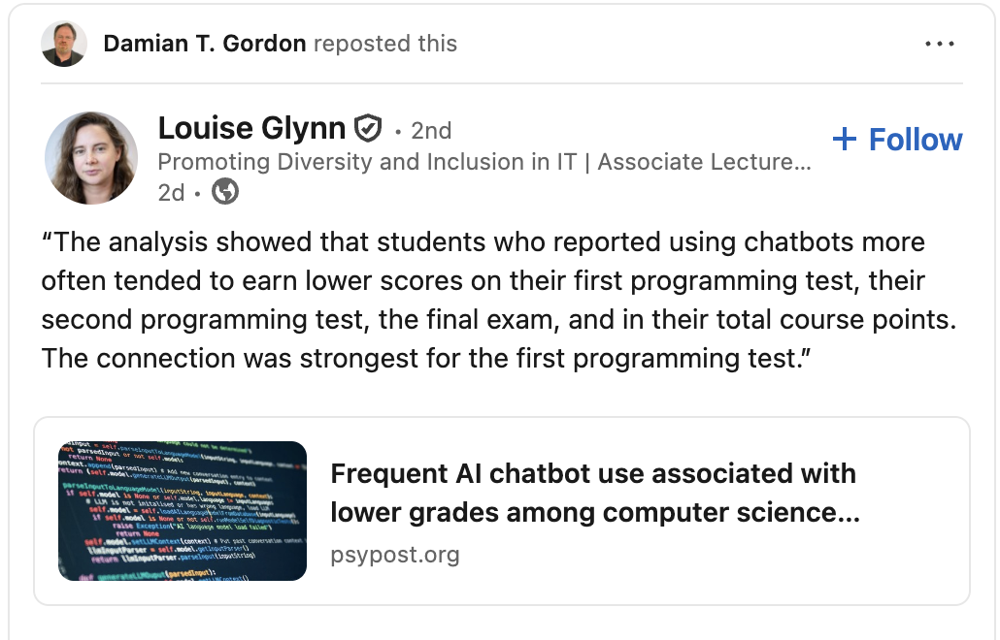 Damian T. Gordon reposted this
Louise Glynn • 2nd
+ Follow
Promoting Diversity and Inclusion in IT | Associate Lecture...
2d •
“The analysis showed that students who reported using chatbots more
often tended to earn lower scores on their first programming test, their
second programming test, the final exam, and in their total course points.
The connection was strongest for the first programming test.”
Frequent AI chatbot use associated with
lower grades among computer science...
psypost.org